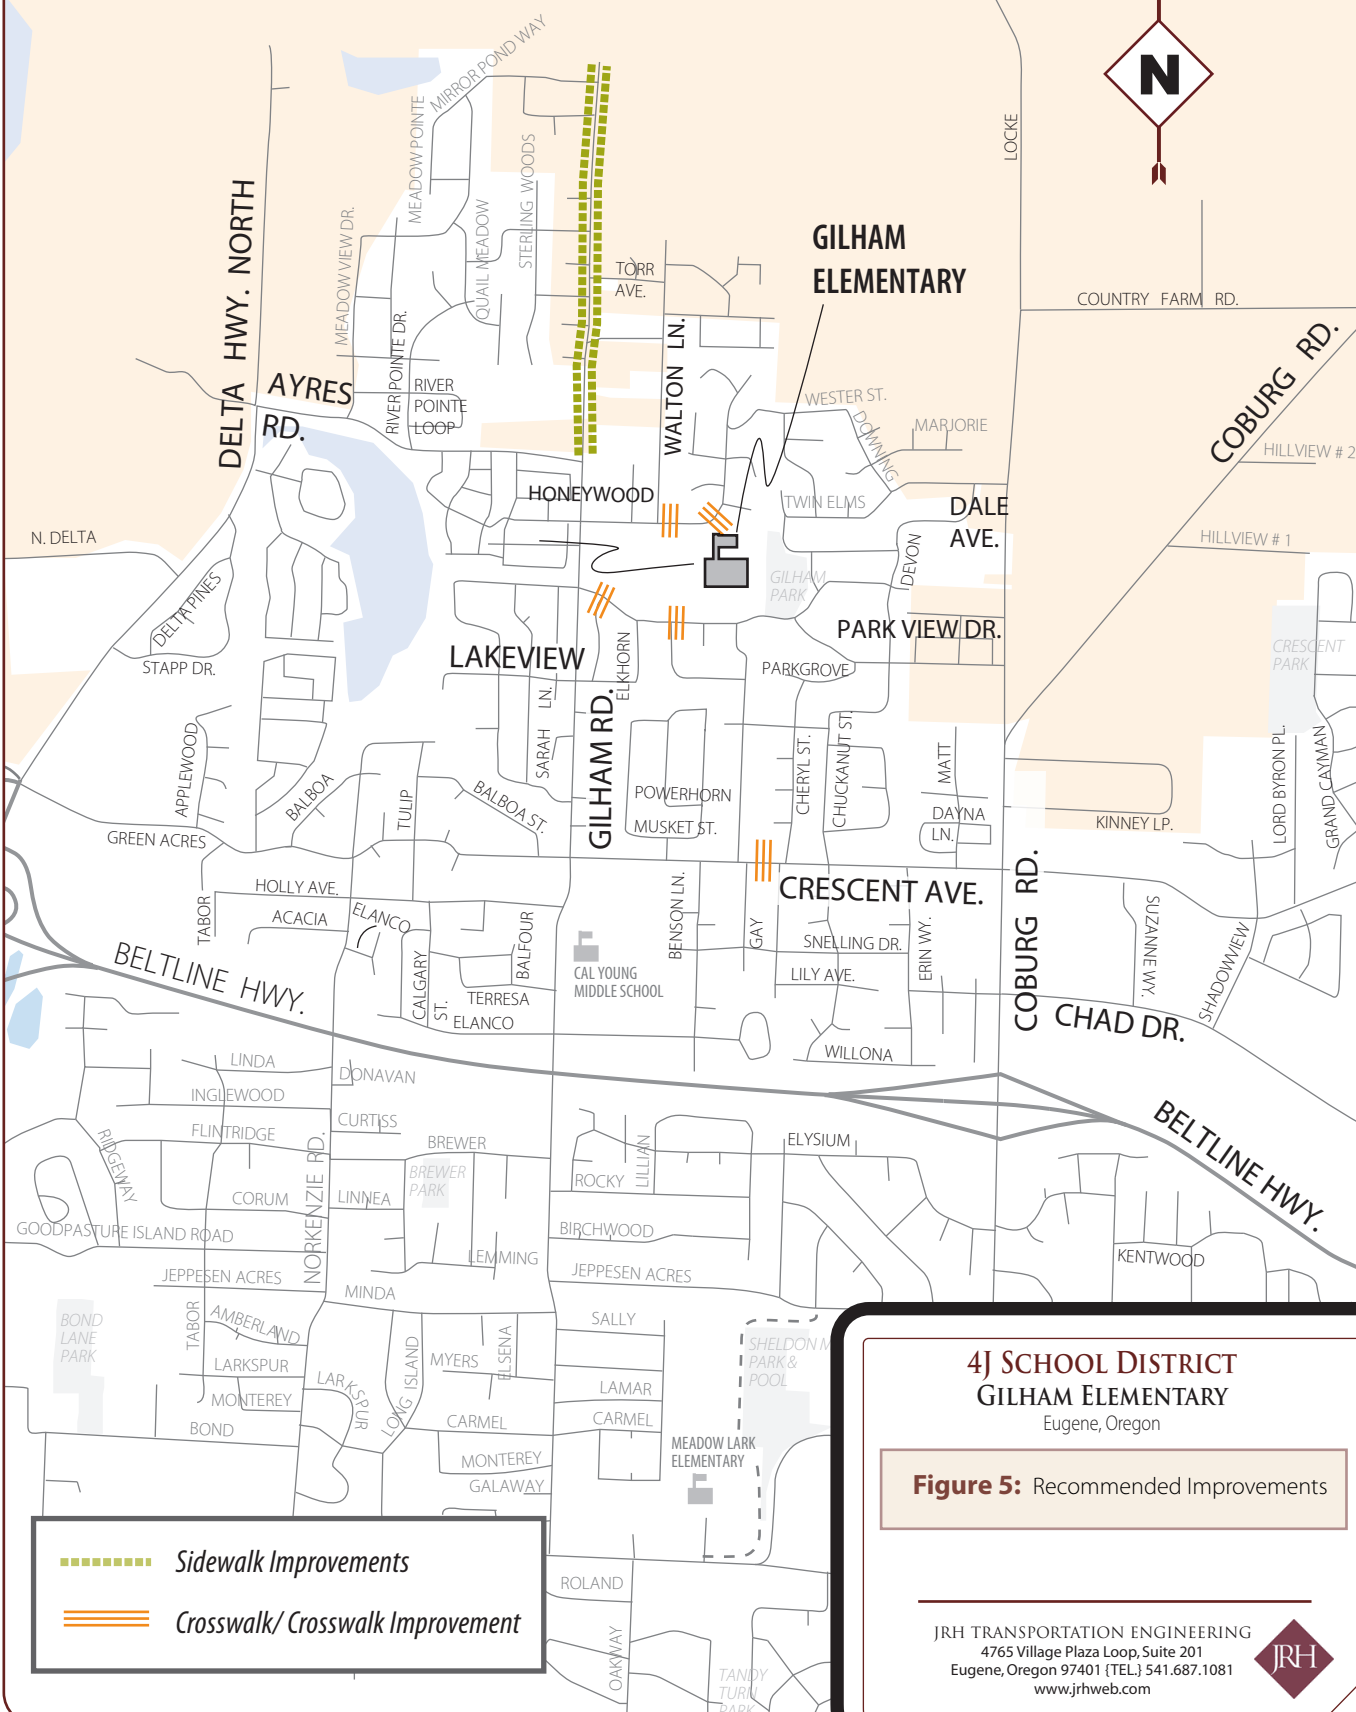 MIRROR POND WAY
N
LOCKE
MEADOW POINTE
STERLING WOODS
DELTA HWY. NORTH
MEADOW VIEW DR.
QUAIL MEADOW
GILHAM
ELEMENTARY
TORR
AVE.
COUNTRY FARM RD.
RIVER POINTE DR.
WALTON LN.
COBURG RD.
AYRES
RD.
RIVER
POINTE
LOOP
WESTER ST.
DOWNING
MARJORIE
HILLVIEW # 2
HONEYWOOD
TWIN ELMS
DALE
AVE.
N. DELTA
HILLVIEW # 1
DEVON
GILHAM
PARK
DELTA PINES
PARK VIEW DR.
STAPP DR.
LAKEVIEW
ELKHORN
PARKGROVE
CRESCENT
PARK
SARAH LN.
GILHAM RD.
APPLEWOOD
CHERYL ST.
CHUCKANUT ST.
MATT
LORD BYRON PL.
GRAND CAYMAN
BALBOA
TULIP
BALBOA ST.
POWERHORN
MUSKET ST.
DAYNA
LN.
KINNEY LP.
GREEN ACRES
CRESCENT AVE.
COBURG RD.
HOLLY AVE.
TABOR
ACACIA
ELANCO
BALFOUR
BENSON LN.
GAY
SNELLING DR.
ERIN WY.
SUZANNE WY.
SHADOWVIEW
BELTLINE HWY.
CALGARY
ST.
CAL YOUNG
MIDDLE SCHOOL
LILY AVE.
TERRESA
ELANCO
CHAD DR.
WILLONA
LINDA
DONAVAN
INGLEWOOD
CURTISS
FLINTRIDGE
BREWER
LILLIAN
ELYSIUM
BELTLINE HWY.
RIDGEWAY
NORKENZIE RD.
BREWER
PARK
ROCKY
CORUM
LINNEA
GOODPASTURE ISLAND ROAD
BIRCHWOOD
LEMMING
KENTWOOD
JEPPESEN ACRES
JEPPESEN ACRES
MINDA
BOND
LANE
PARK
TABOR
AMBERLAND
SALLY
LONG ISLAND
ELSENA
SHELDON M
PARK &
POOL
MYERS
LARKSPUR
LARKSPUR
LAMAR
MONTEREY
CARMEL
CARMEL
BOND
MEADOW LARK
ELEMENTARY
MONTEREY
GALAWAY
4J SCHOOL DISTRICT
GILHAM ELEMENTARY
Eugene, Oregon
Figure 5: Recommended Improvements
Sidewalk Improvements
Crosswalk/ Crosswalk Improvement
ROLAND
OAKWAY
TANDY
TURN
PARK
JRH TRANSPORTATION ENGINEERING
4765 Village Plaza Loop, Suite 201
Eugene, Oregon 97401 {TEL.} 541.687.1081
www.jrhweb.com
JRH